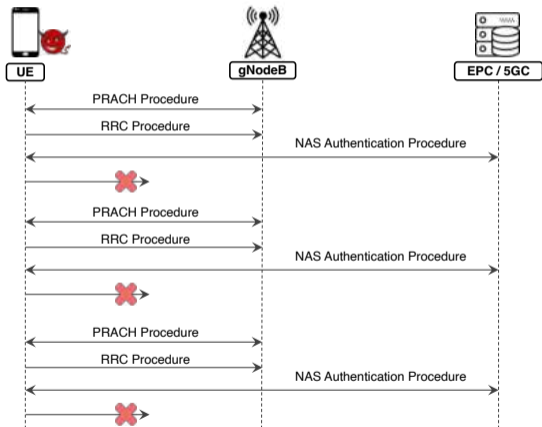 UE
gNodeB
EPC / 5GC
PRACH Procedure
RRC Procedure
NAS Authentication Procedure
PRACH Procedure
RRC Procedure
NAS Authentication Procedure
PRACH Procedure
RRC Procedure
NAS Authentication Procedure